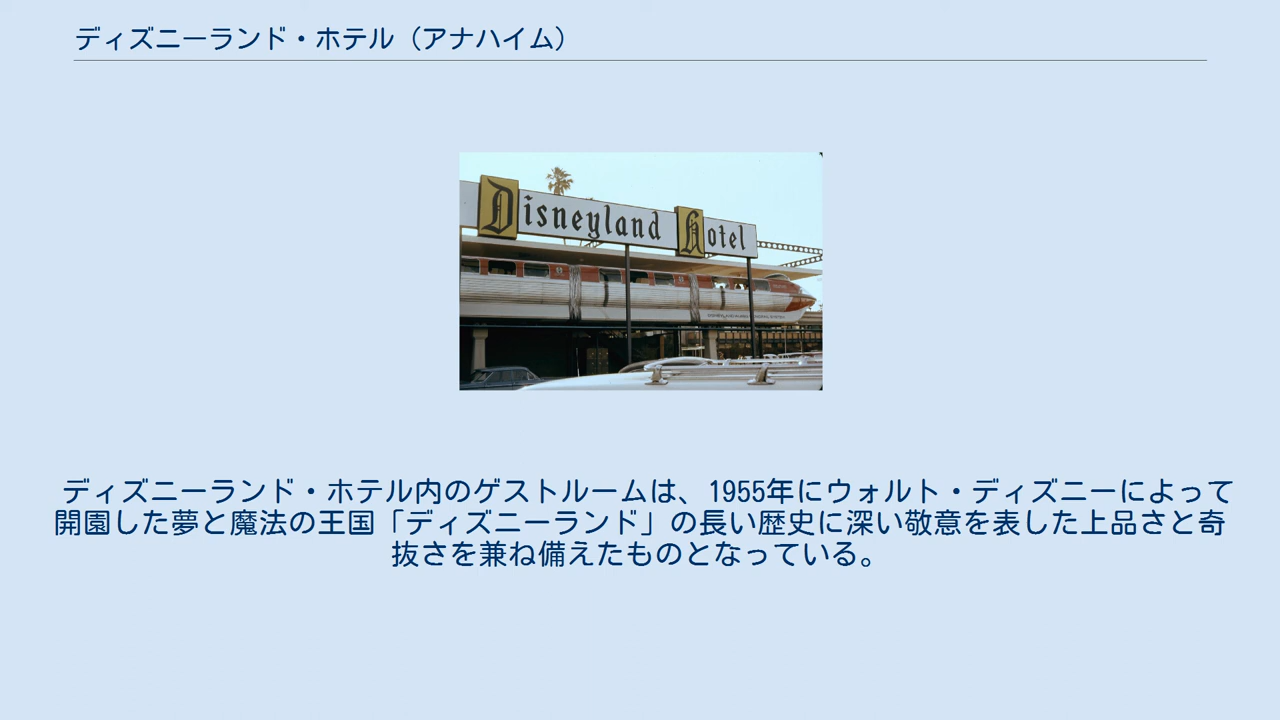 ディズニーランド・ホテル（アナハイム）
Disneyland Hotel
ディズニーランド・ホテル内のゲストルームは、1955年にウォルト・ディズニーによって
開園した夢と魔法の王国「ディズニーランド」の長い歴史に深い敬意を表した上品さと奇
抜さを兼ね備えたものとなっている。